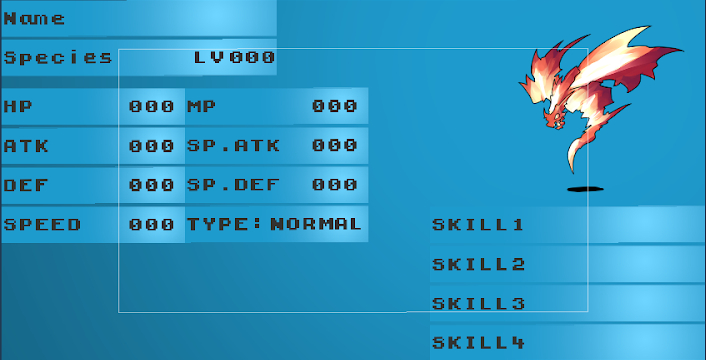 Name
Species LV000
HP 000 MP 000
ATK 000 SP.ATK 000
DEF 000 SP.DEF 000
SPEED 000 TYPE:NORMAL
SKILL1
SKILL2
SKILL3
SKILL4